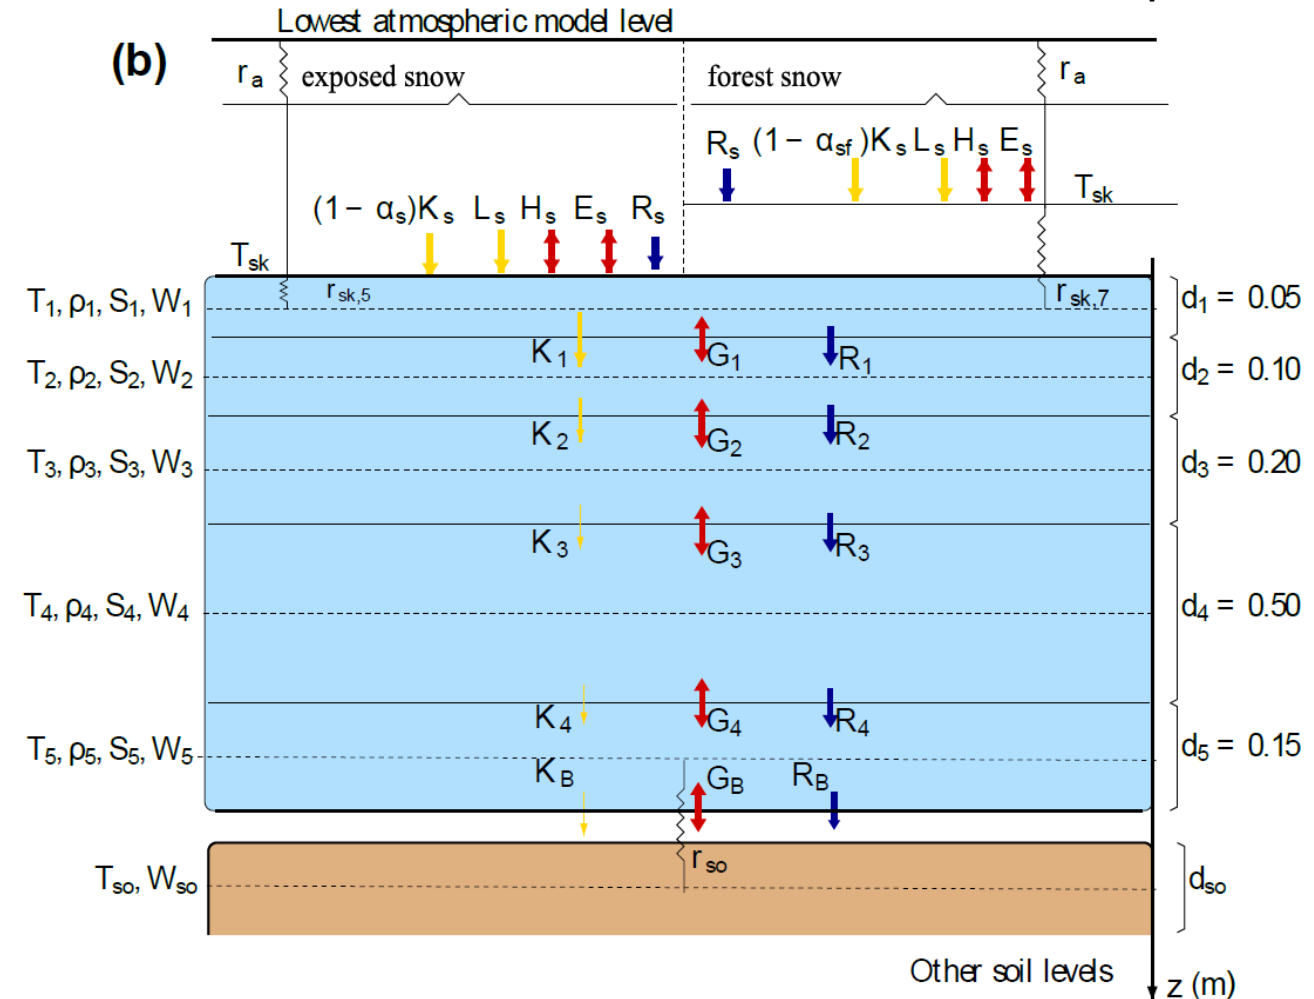 Lowest atmospheric model level
(b)
rₐ exposed snow forest snow rₐ
Rₛ (1 − αsf)Kₛ Lₛ Hₛ Eₛ
Tsk
(1 − αₛ)Kₛ Lₛ Hₛ Eₛ Rₛ
Tsk
rsk,5 rsk,7 d₁ = 0.05
T₁, ρ₁, S₁, W₁
K₁ G₁ R₁
T₂, ρ₂, S₂, W₂ d₂ = 0.10
K₂ G₂ R₂
T₃, ρ₃, S₃, W₃ d₃ = 0.20
K₃ G₃ R₃
T₄, ρ₄, S₄, W₄ d₄ = 0.50
K₄ G₄ R₄
T₅, ρ₅, S₅, W₅ d₅ = 0.15
KB GB RB
rso
Tso, Wso dso
Other soil levels
z (m)